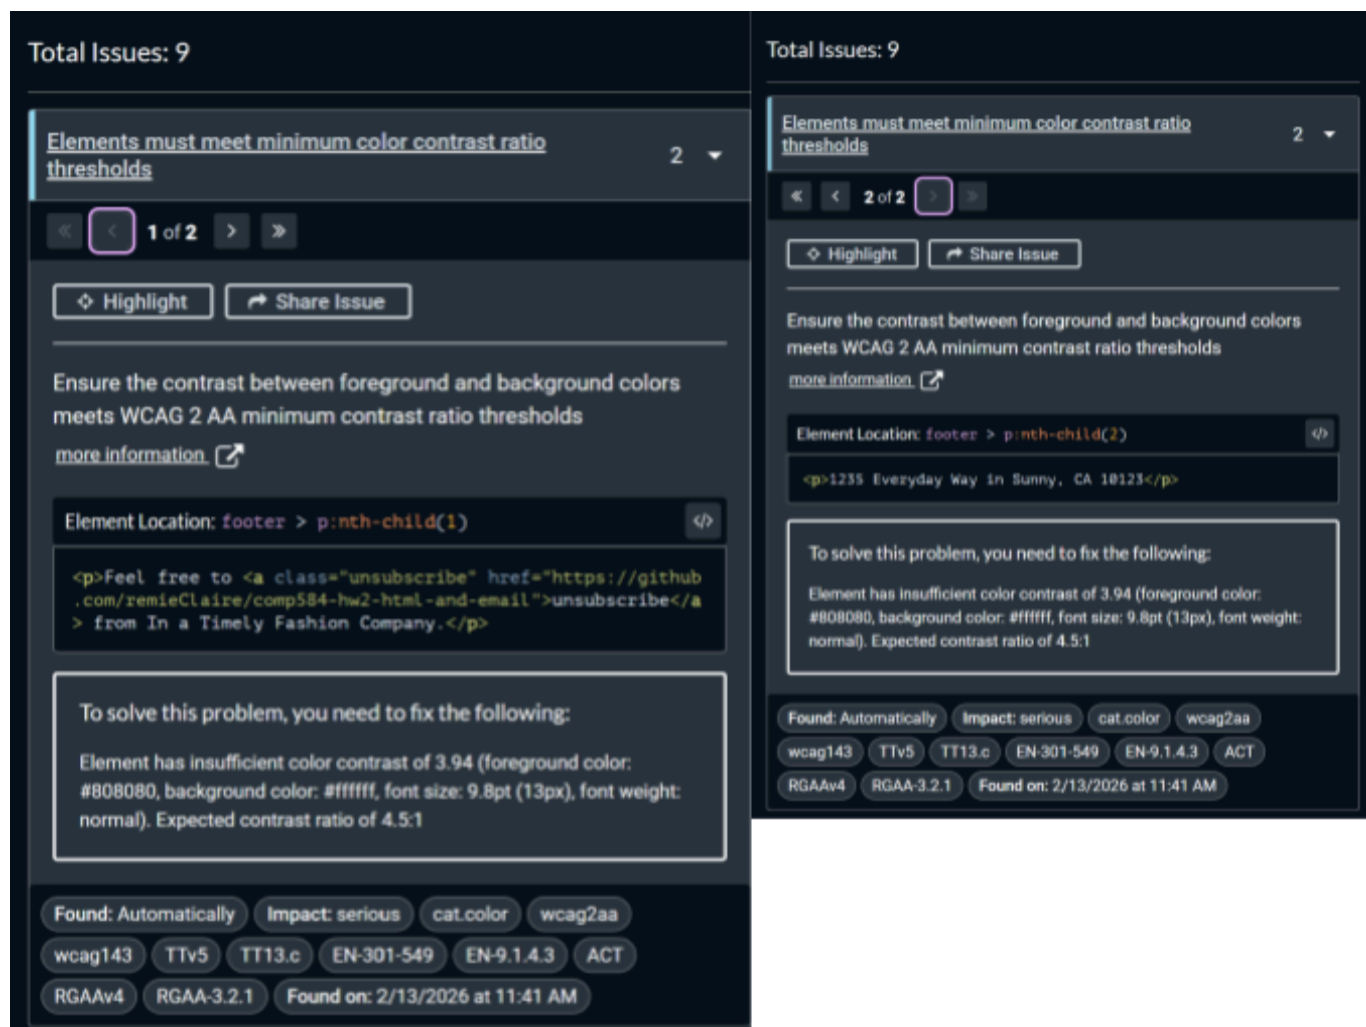 Total Issues: 9
Elements must meet minimum color contrast ratio
thresholds
2
1 of 2
Highlight
Share Issue
Ensure the contrast between foreground and background colors
meets WCAG 2 AA minimum contrast ratio thresholds
more information
Element Location: footer > p:nth-child(1)
</>
<p>Feel free to <a class="unsubscribe" href="https://github
.com/remieClaire/comp584-hw2-html-and-email">unsubscribe</a
> from In a Timely Fashion Company.</p>
To solve this problem, you need to fix the following:
Element has insufficient color contrast of 3.94 (foreground color:
#808080, background color: #ffffff, font size: 9.8pt (13px), font weight:
normal). Expected contrast ratio of 4.5:1
Found: Automatically
Impact: serious
cat.color
wcag2aa
wcag143
TTv5
TT13.c
EN-301-549
EN-9.1.4.3
ACT
RGAAv4
RGAA-3.2.1
Found on: 2/13/2026 at 11:41 AM
Total Issues: 9
Elements must meet minimum color contrast ratio
thresholds
2
2 of 2
Highlight
Share Issue
Ensure the contrast between foreground and background colors
meets WCAG 2 AA minimum contrast ratio thresholds
more information
Element Location: footer > p:nth-child(2)
</>
<p>1235 Everyday Way in Sunny, CA 10123</p>
To solve this problem, you need to fix the following:
Element has insufficient color contrast of 3.94 (foreground color:
#808080, background color: #ffffff, font size: 9.8pt (13px), font weight:
normal). Expected contrast ratio of 4.5:1
Found: Automatically
Impact: serious
cat.color
wcag2aa
wcag143
TTv5
TT13.c
EN-301-549
EN-9.1.4.3
ACT
RGAAv4
RGAA-3.2.1
Found on: 2/13/2026 at 11:41 AM